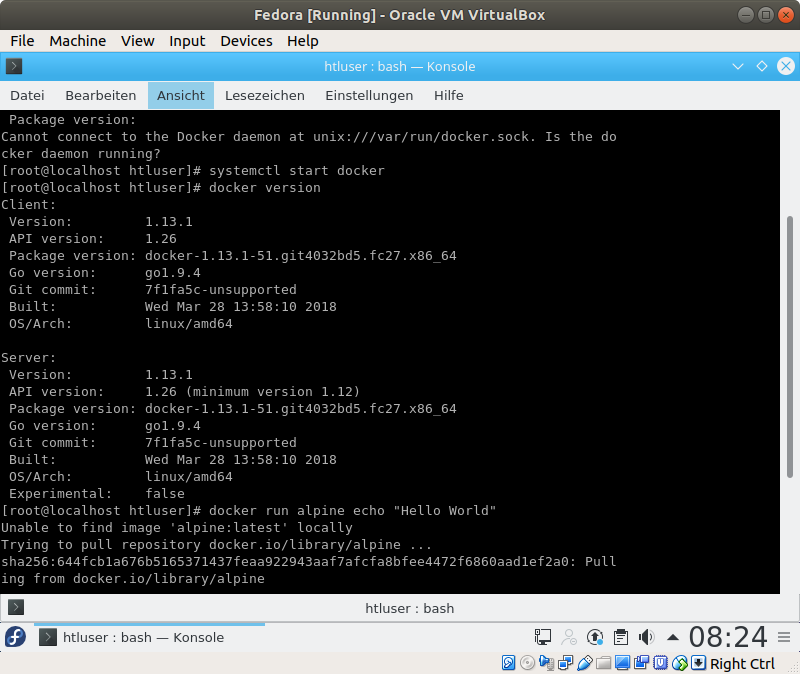 Fedora [Running] - Oracle VM VirtualBox
File Machine View Input Devices Help
htluser : bash — Konsole
Datei Bearbeiten Ansicht Lesezeichen Einstellungen Hilfe
Package version:
Cannot connect to the Docker daemon at unix:///var/run/docker.sock. Is the do
cker daemon running?
[root@localhost htluser]# systemctl start docker
[root@localhost htluser]# docker version
Client:
Version: 1.13.1
API version: 1.26
Package version: docker-1.13.1-51.git4032bd5.fc27.x86_64
Go version: go1.9.4
Git commit: 7f1fa5c-unsupported
Built: Wed Mar 28 13:58:10 2018
OS/Arch: linux/amd64
Server:
Version: 1.13.1
API version: 1.26 (minimum version 1.12)
Package version: docker-1.13.1-51.git4032bd5.fc27.x86_64
Go version: go1.9.4
Git commit: 7f1fa5c-unsupported
Built: Wed Mar 28 13:58:10 2018
OS/Arch: linux/amd64
Experimental: false
[root@localhost htluser]# docker run alpine echo "Hello World"
Unable to find image 'alpine:latest' locally
Trying to pull repository docker.io/library/alpine ...
sha256:644fcb1a676b5165371437feaa922943aaf7afcfa8bfee4472f6860aad1ef2a0: Pull
ing from docker.io/library/alpine
htluser : bash
htluser : bash — Konsole
08:24
Right Ctrl